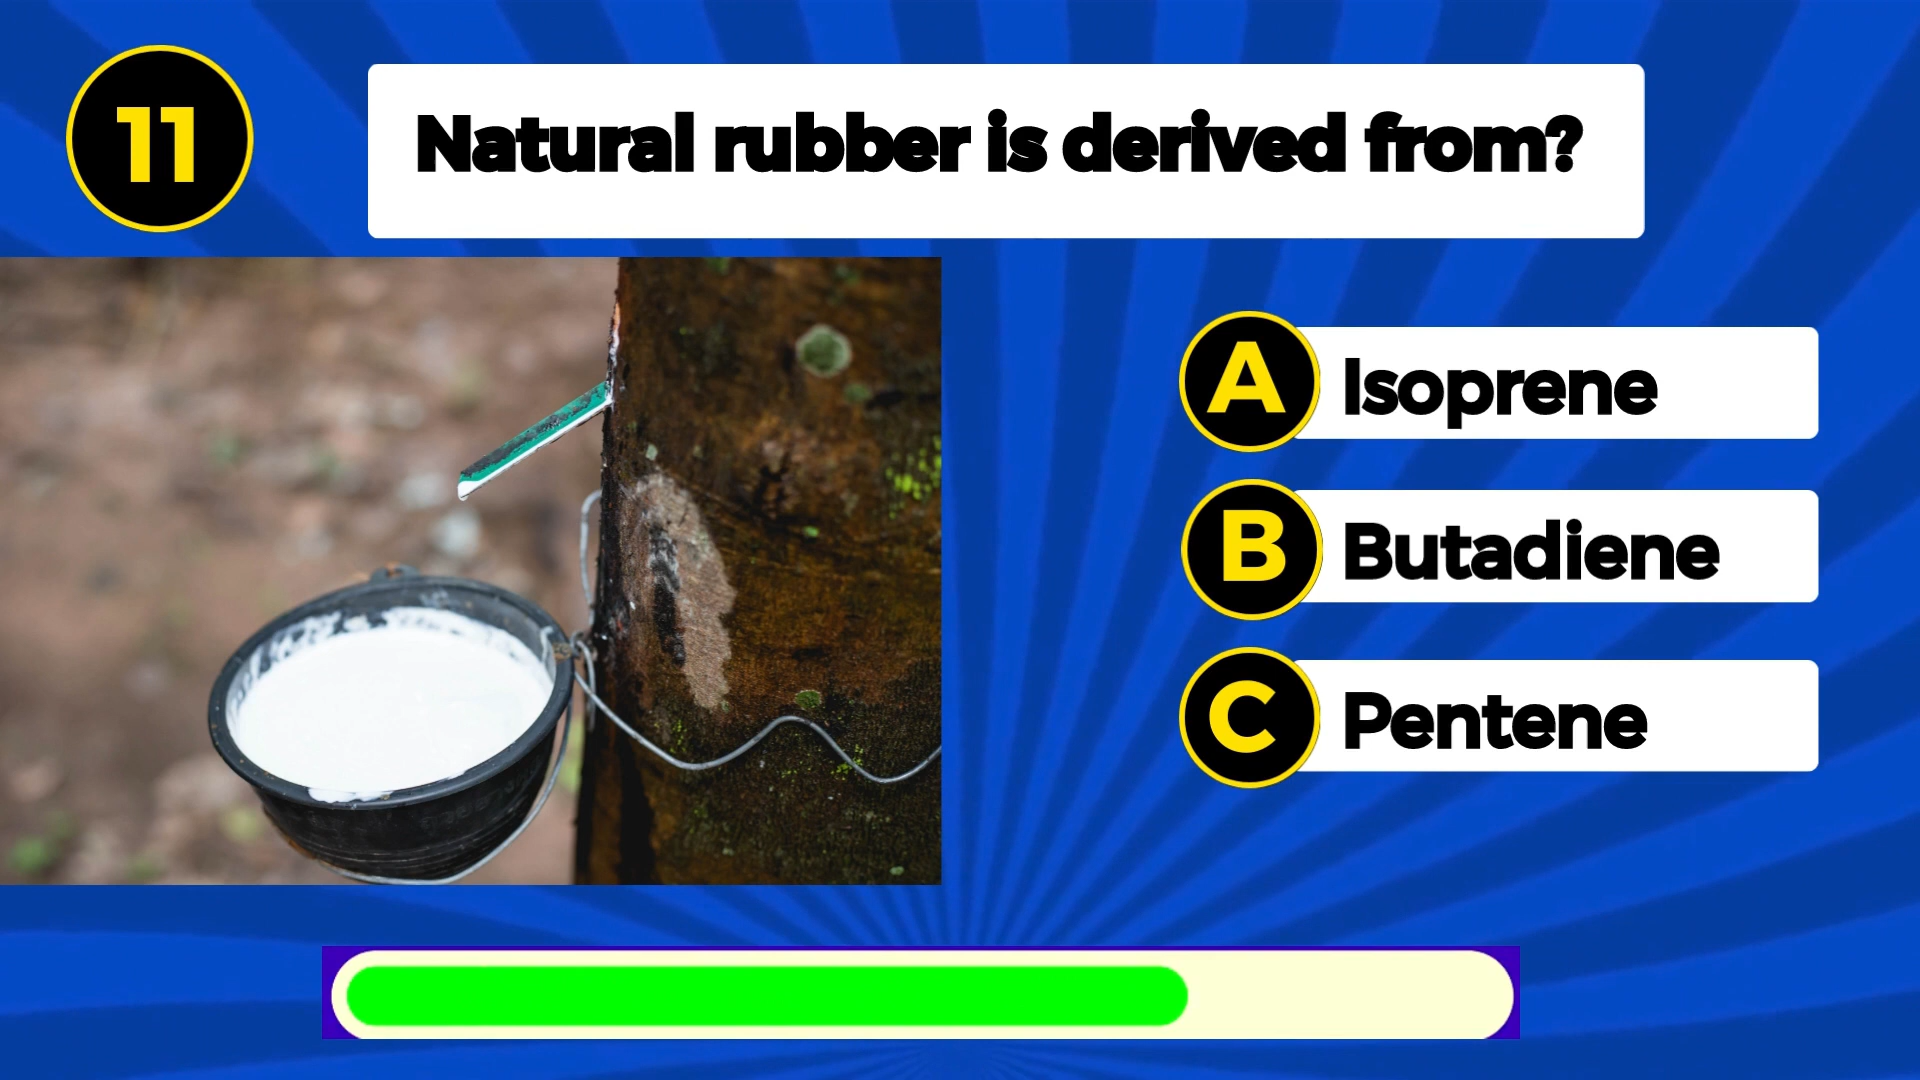 11
Natural rubber is derived from?
A Isoprene
B Butadiene
C Pentene